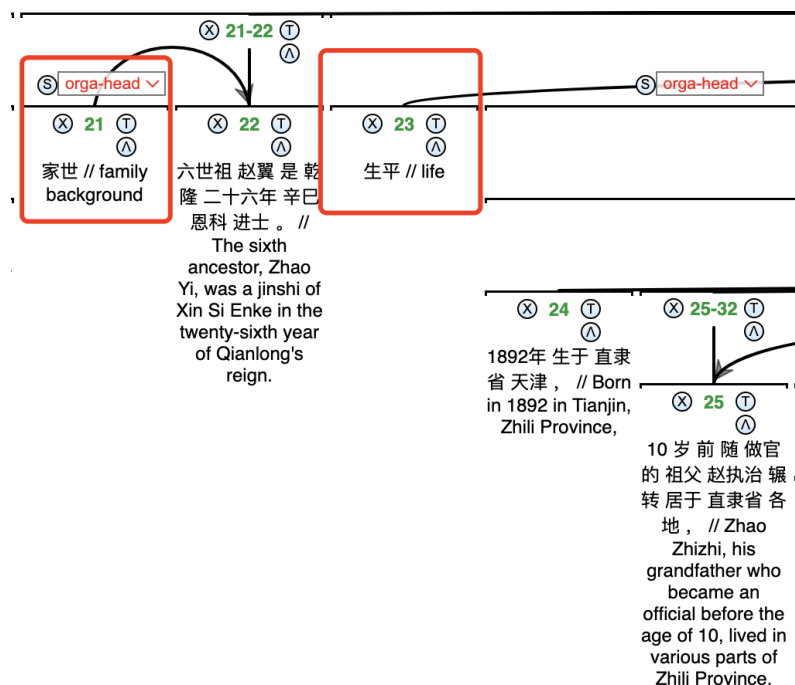 X 21-22 T
Λ
S orga-head
S orga-head
X 21 T
Λ
家世 // family
background
X 22 T
Λ
六世祖 赵翼 是 乾
隆 二十六年 辛巳
恩科 进士 。 //
The sixth
ancestor, Zhao
Yi, was a jinshi of
Xin Si Enke in the
twenty-sixth year
of Qianlong's
reign.
X 23 T
Λ
生平 // life
X 24 T
Λ
1892年 生于 直隶
省 天津 ， // Born
in 1892 in Tianjin,
Zhili Province,
X 25-32 T
Λ
X 25 T
Λ
10 岁 前 随 做官
的 祖父 赵执治 辗
转 居于 直隶省 各
地 ， // Zhao
Zhizhi, his
grandfather who
became an
official before the
age of 10, lived in
various parts of
Zhili Province.